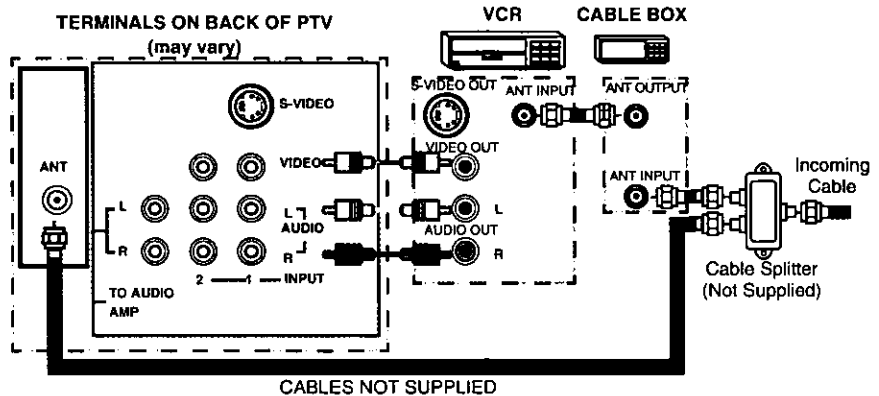 TERMINALS ON BACK OF PTV
(may vary)
VCR
CABLE BOX
S-VIDEO
S-VIDEO OUT
ANT INPUT
ANT OUTPUT
ANT
VIDEO
VIDEO OUT
ANT INPUT
Incoming
Cable
L
L
AUDIO
L
AUDIO OUT
R
R
R
2
1
INPUT
TO AUDIO
AMP
Cable Splitter
(Not Supplied)
CABLES NOT SUPPLIED